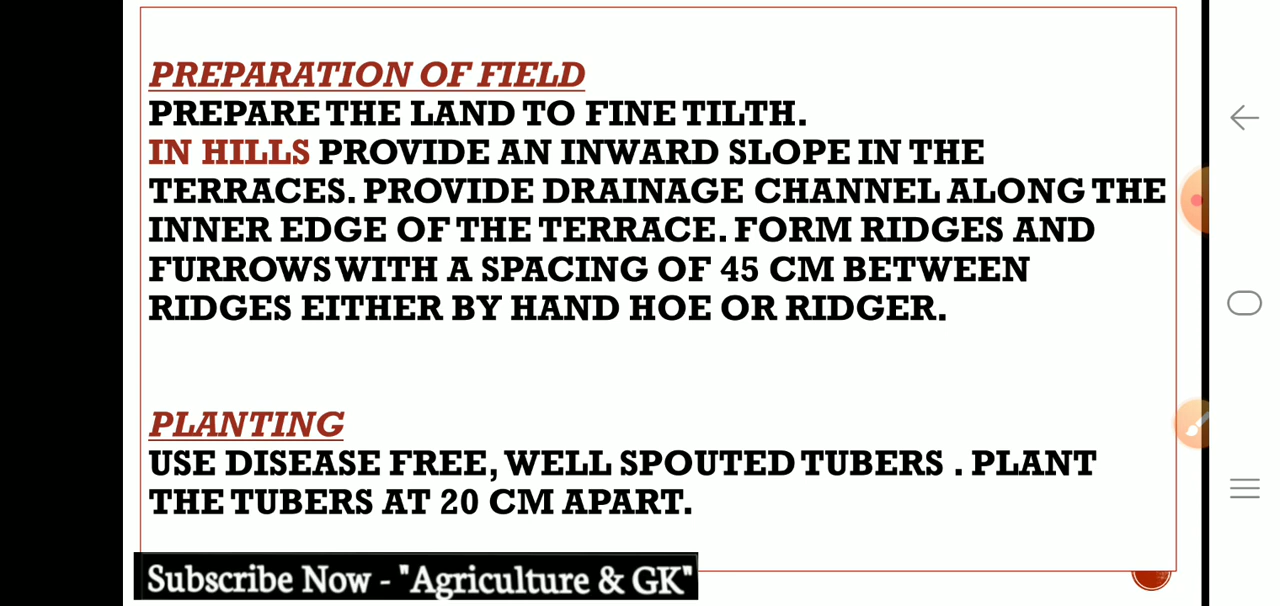 PREPARATION OF FIELD
PREPARE THE LAND TO FINE TILTH.
IN HILLS PROVIDE AN INWARD SLOPE IN THE
TERRACES. PROVIDE DRAINAGE CHANNEL ALONG THE
INNER EDGE OF THE TERRACE. FORM RIDGES AND
FURROWS WITH A SPACING OF 45 CM BETWEEN
RIDGES EITHER BY HAND HOE OR RIDGER.
PLANTING
USE DISEASE FREE, WELL SPOUTED TUBERS . PLANT
THE TUBERS AT 20 CM APART.
Subscribe Now - "Agriculture & GK"